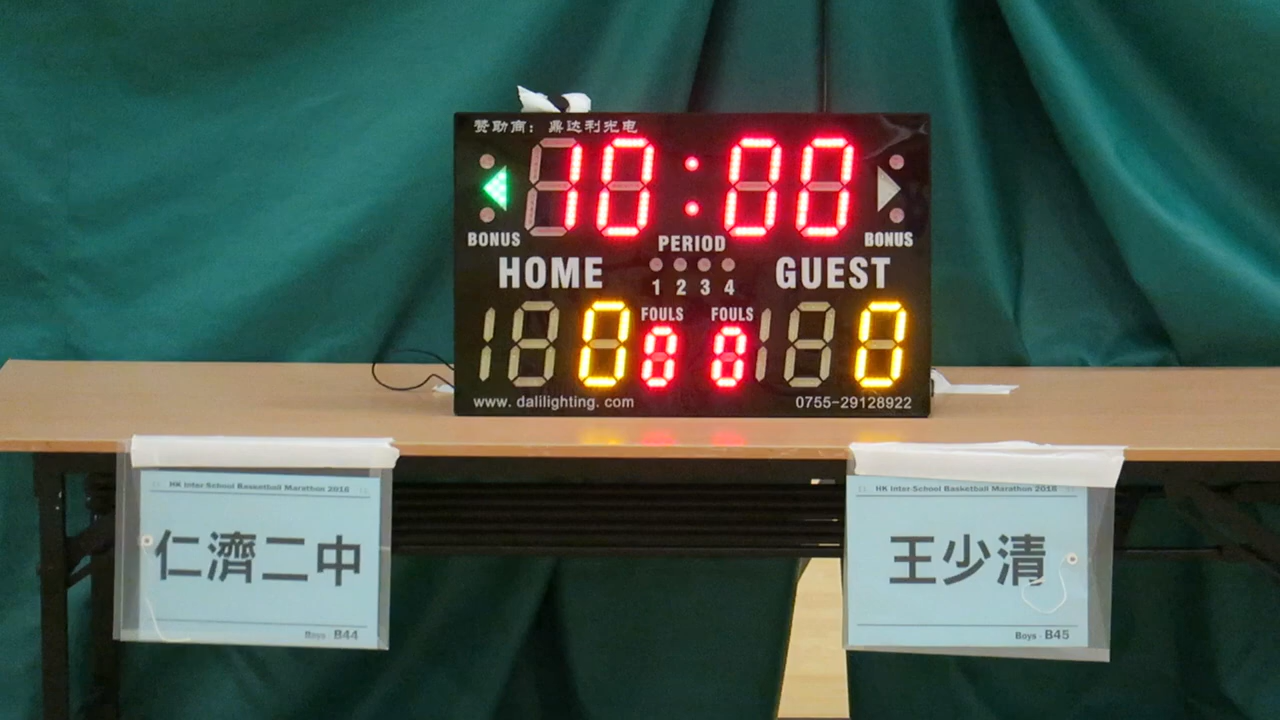 赞助商：鼎达利光电
10:00
BONUS
PERIOD
BONUS
HOME
1 2 3 4
GUEST
FOULS FOULS
0 0 0 0
www.dalilighting.com
0755-29128922
HK Inter-School Basketball Marathon 2018
仁濟二中
Boys - B44
HK Inter-School Basketball Marathon 2018
王少清
Boys - B45